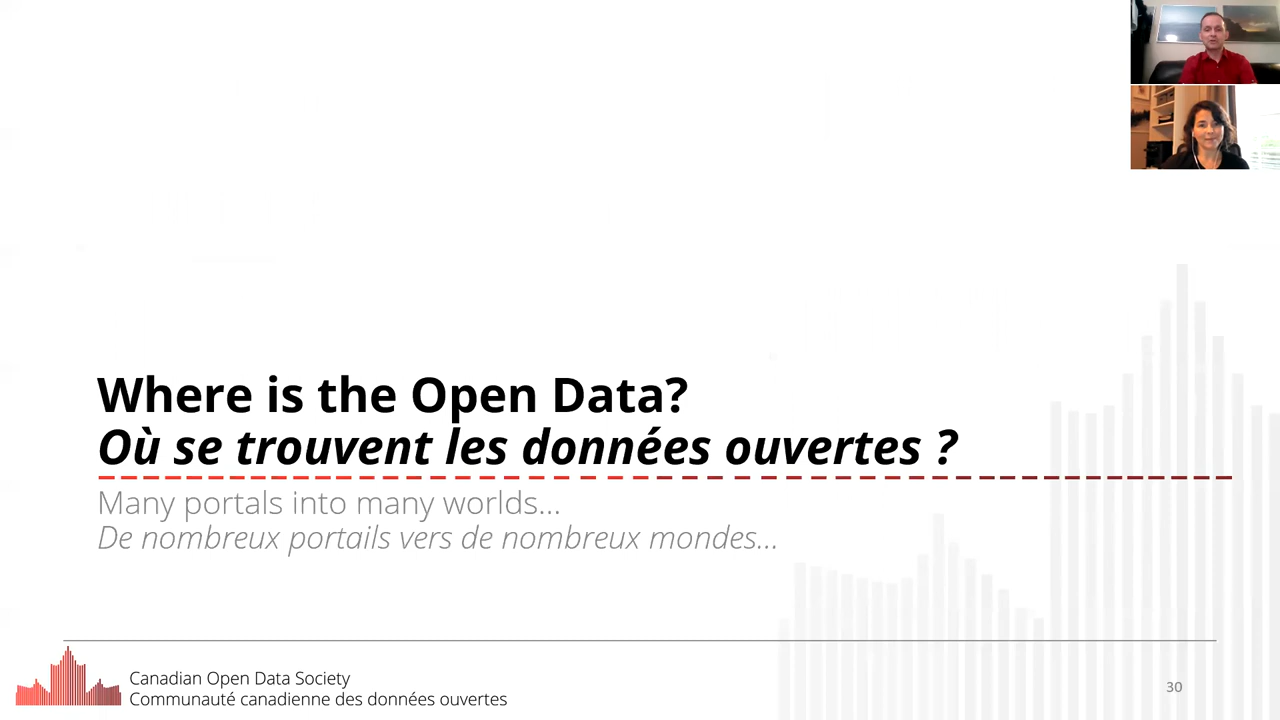 Where is the Open Data?
Où se trouvent les données ouvertes ?
Many portals into many worlds...
De nombreux portails vers de nombreux mondes...
Canadian Open Data Society
Communauté canadienne des données ouvertes
30